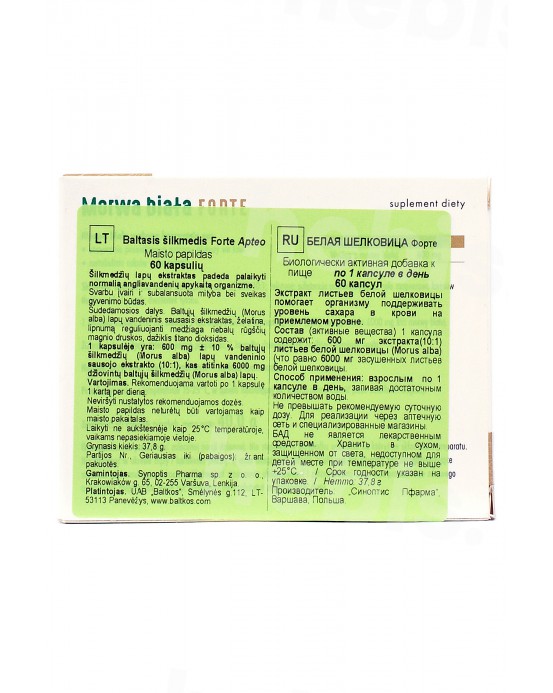 Morwa biała FORTE
suplement diety
LT
Baltasis šilkmedis Forte Apteo
Maisto papildas
60 kapsulių
Šilkmedžių lapų ekstraktas padeda palaikyti
normalią angliavandenių apykaitą organizme.
Svarbu įvairi ir subalansuota mityba bei sveikas
gyvenimo būdas.
Sudedamosios dalys. Baltųjų šilkmedžių (Morus
alba) lapų vandeninis sausasis ekstraktas, želatina,
lipnumą reguliuojanti medžiaga riebalų rūgščių
magnio druskos, dažiklis titano dioksidas.
1 kapsulėje yra: 600 mg ± 10 % baltųjų
šilkmedžių (Morus alba) lapų vandeninio
sausojo ekstrakto (10:1), kas atitinka 6000 mg
džiovintų baltųjų šilkmedžių (Morus alba) lapų.
Vartojimas. Rekomenduojama vartoti po 1 kapsulę
1 kartą per dieną.
Neviršyti nustatytos rekomenduojamos dozės.
Maisto papildas neturėtų būti vartojamas kaip
maisto pakaitalas.
Laikyti ne aukštesnėje kaip 25°C temperatūroje,
vaikams nepasiekiamoje vietoje.
Grynasis kiekis: 37,8 g
Partijos Nr., Geriausias iki (pabaigos): žr. ant
pakuotės.
Gamintojas. Synoptis Pharma sp z o o.,
Krakowiaków g. 65, 02-255 Varšuva, Lenkija
Platintojas. UAB "Baltkos", Smėlynės g.112, LT-
53113 Panevėžys, www.baltkos.com
RU
БЕЛАЯ ШЕЛКОВИЦА Форте
Биологически активная добавка к
пище по 1 капсуле в день
60 капсул
Экстракт листьев белой шелковицы
помогает организму поддерживать
уровень сахара в крови на
приемлемом уровне.
Состав (активные вещества) 1 капсула
содержит: 600 мг экстракта(10:1)
листьев белой шелковицы (Morus alba)
(что равно 6000 мг засушенных листьев
белой шелковицы.
Способ применения: взрослым по 1
капсуле в день, запивая достаточным
количеством воды.
Не превышать рекомендуемую суточную
дозу. Для реализации через аптечную
сеть и специализированные магазины.
БАД не является лекарственным
средством. Хранить в сухом,
защищенном от света, недоступном для
детей месте при температуре не выше
+25°C. / Срок годности указан на
упаковке. / Нетто: 37,8 г
Производитель "Синоптис Пфарма",
Варшава, Польша.